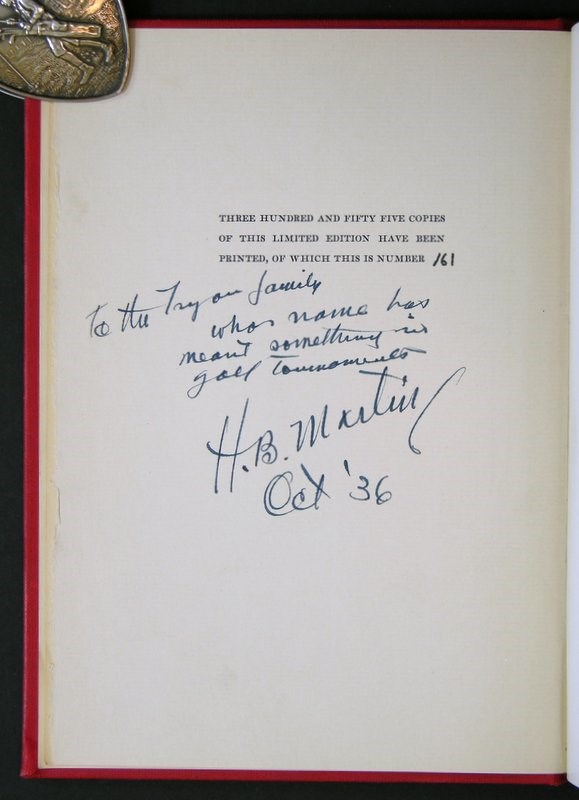 THREE HUNDRED AND FIFTY FIVE COPIES
OF THIS LIMITED EDITION HAVE BEEN
PRINTED, OF WHICH THIS IS NUMBER 161
To the Tryon family
whos name has
meant something in
golf tournaments
H.B. Martin
Oct '36